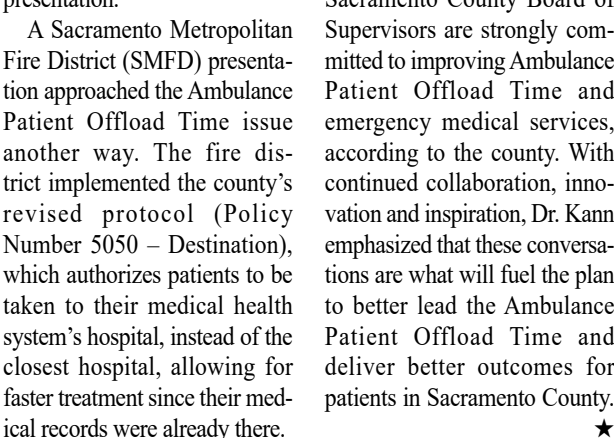 presentation.
A Sacramento Metropolitan
Fire District (SMFD) presenta-
tion approached the Ambulance
Patient Offload Time issue
another way. The fire dis-
trict implemented the county’s
revised protocol (Policy
Number 5050 – Destination),
which authorizes patients to be
taken to their medical health
system’s hospital, instead of the
closest hospital, allowing for
faster treatment since their med-
ical records were already there.
Sacramento County Board of
Supervisors are strongly com-
mitted to improving Ambulance
Patient Offload Time and
emergency medical services,
according to the county. With
continued collaboration, inno-
vation and inspiration, Dr. Kann
emphasized that these conversa-
tions are what will fuel the plan
to better lead the Ambulance
Patient Offload Time and
deliver better outcomes for
patients in Sacramento County.
★